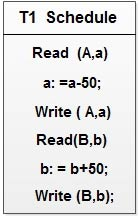 T1 Schedule
Read (A,a)
a: =a-50;
Write ( A,a)
Read(B,b)
b: = b+50;
Write (B,b);